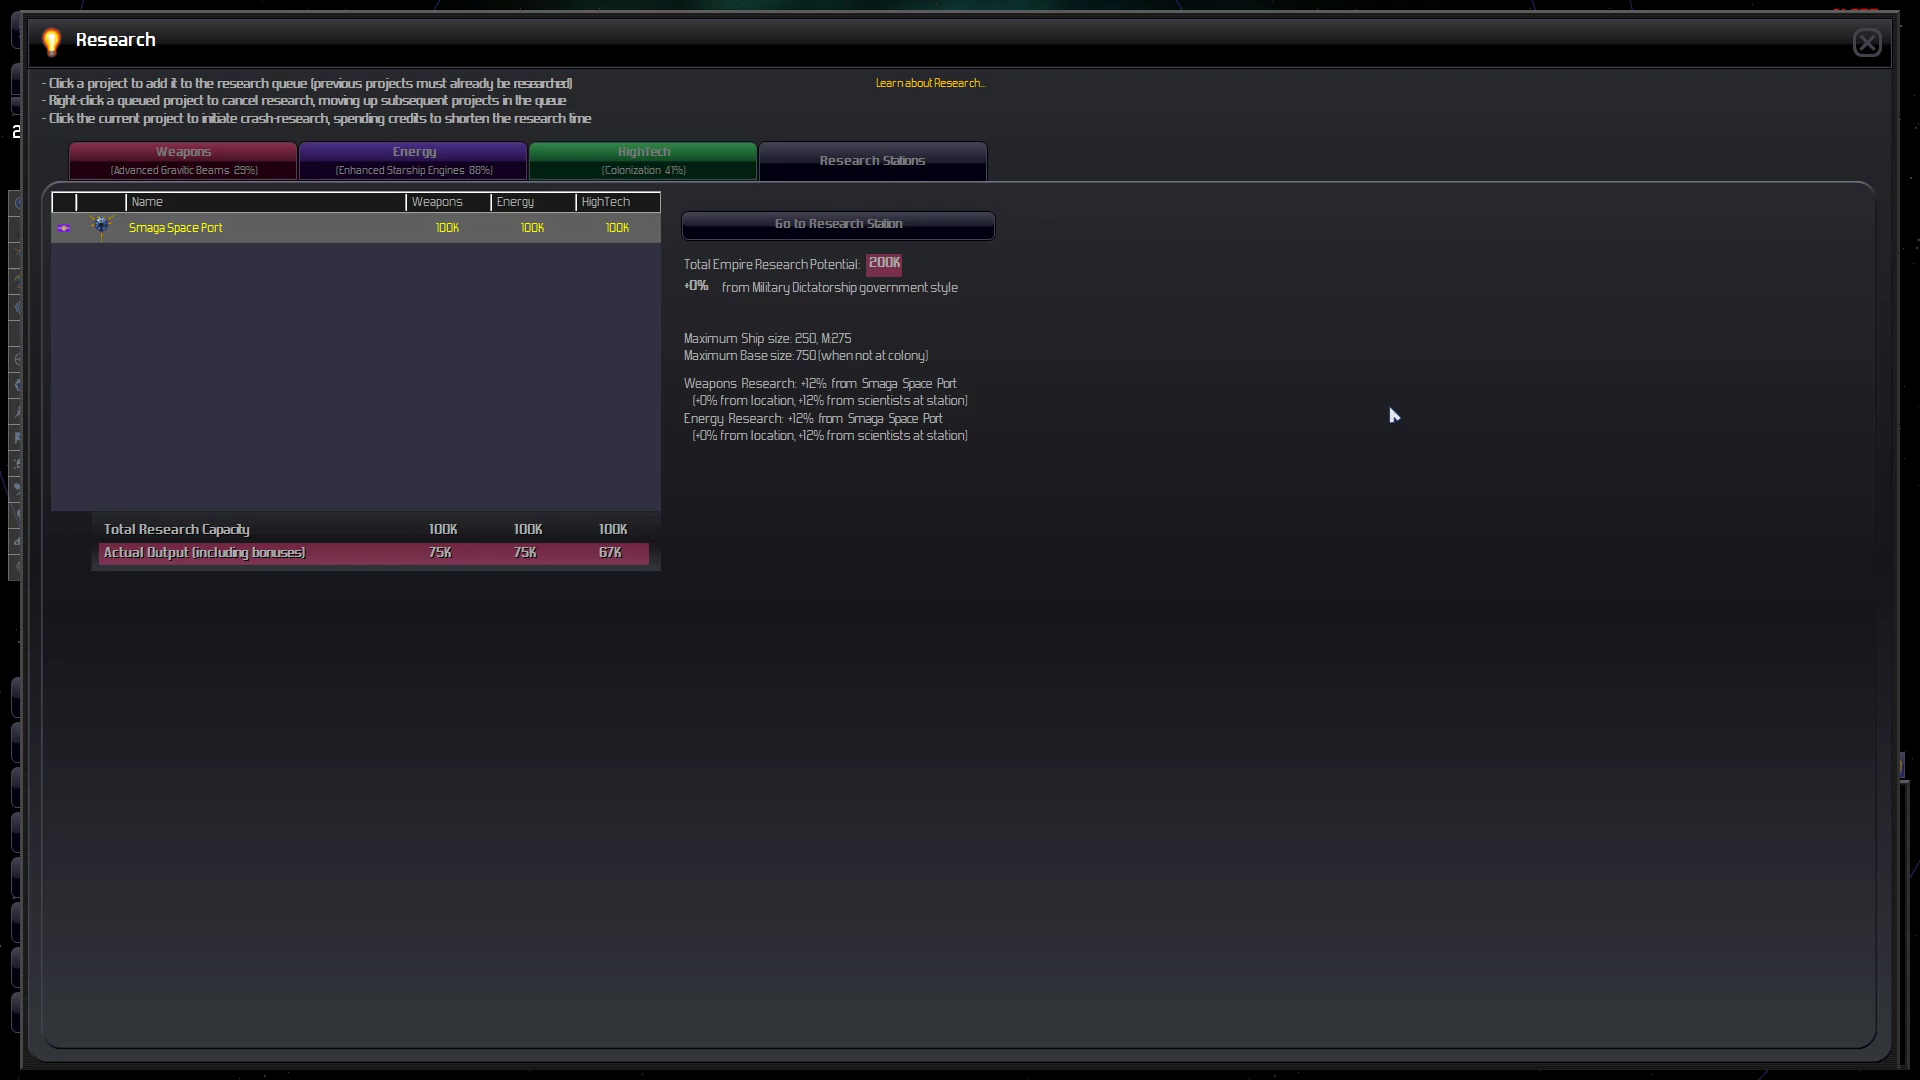 Research
- Click a project to add it to the research queue (previous projects must already be researched)
- Right-click a queued project to cancel research, moving up subsequent projects in the queue
- Click the current project to initiate crash-research, spending credits to shorten the research time
Learn about Research...
Weapons
(Advanced Gravitic Beams 29%)
Energy
(Enhanced Starship Engines 88%)
HighTech
(Colonization 41%)
Research Stations
Name Weapons Energy HighTech
Smaga Space Port 100K 100K 100K
Total Research Capacity 100K 100K 100K
Actual Output (including bonuses) 75K 75K 67K
Go to Research Station
Total Empire Research Potential: 200K
+0% from Military Dictatorship government style
Maximum Ship size: 250, M:275
Maximum Base size: 750 (when not at colony)
Weapons Research: +12% from Smaga Space Port
(+0% from location, +12% from scientists at station)
Energy Research: +12% from Smaga Space Port
(+0% from location, +12% from scientists at station)